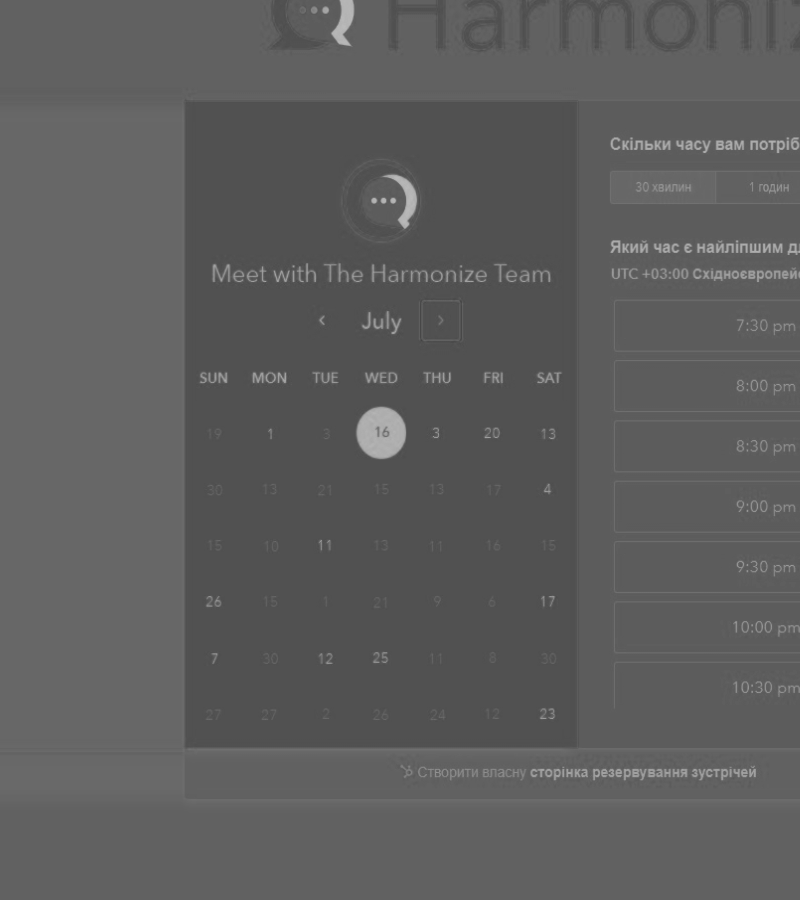 Harmoniz
Meet with The Harmonize Team
July
SUN MON TUE WED THU FRI SAT
19 1 3 16 3 20 13
30 13 21 15 13 17 4
15 10 11 13 11 16 15
26 15 1 21 9 6 17
7 30 12 25 11 8 30
27 27 2 26 24 12 23
Скільки часу вам потріб
30 хвилин 1 годин
Який час є найліпшим д
UTC +03:00 Східноєвропей
7:30 pm
8:00 pm
8:30 pm
9:00 pm
9:30 pm
10:00 pm
10:30 pm
Створити власну сторінка резервування зустрічей